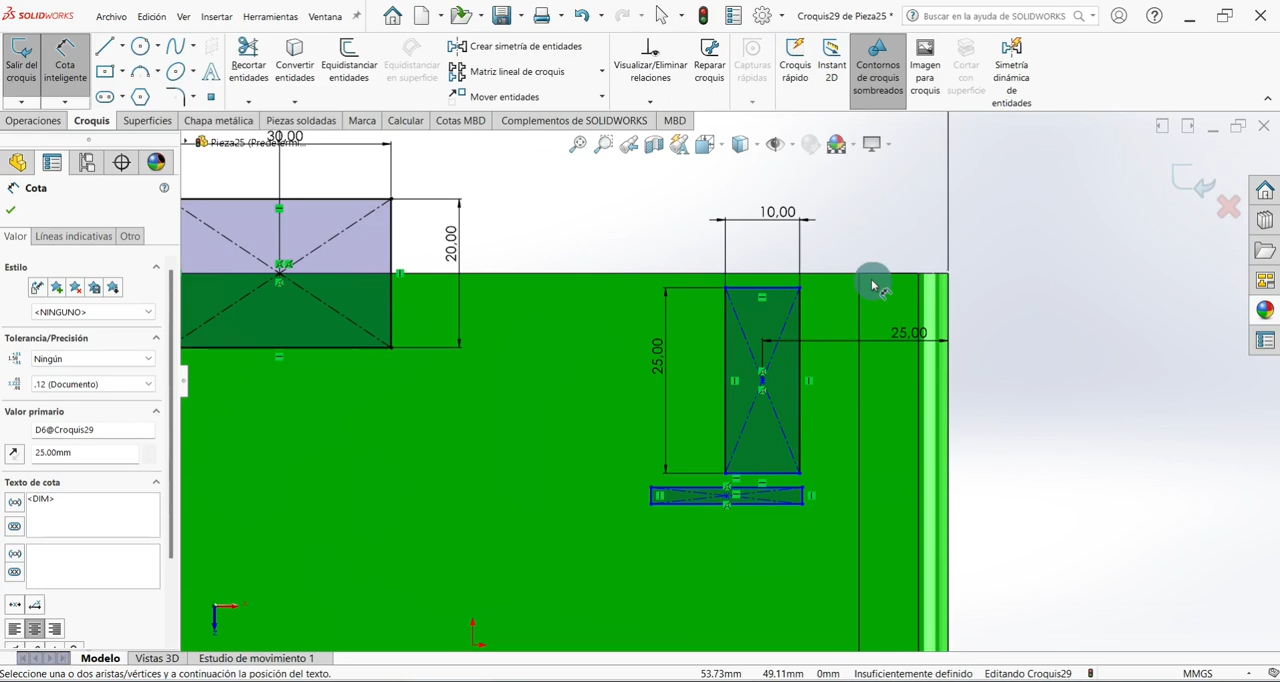 SOLIDWORKS
Archivo Edición Ver Insertar Herramientas Ventana
Croquis29 de Pieza25 *
Buscar en la ayuda de SOLIDWORKS
Salir del croquis
Cota inteligente
Recortar entidades
Convertir entidades
Equidistanciar entidades
Equidistanciar en superficie
Crear simetría de entidades
Matriz lineal de croquis
Mover entidades
Visualizar/Eliminar relaciones
Reparar croquis
Capturas rápidas
Croquis rápido
Instant 2D
Contornos de croquis sombreados
Imagen para croquis
Cortar con superficie
Simetría dinámica de entidades
Operaciones Croquis Superficies Chapa metálica Piezas soldadas Marca Calcular Cotas MBD Complementos de SOLIDWORKS MBD
Pieza25 (Predetermi...
30,00
20,00
10,00
25,00
25,00
Cota
Valor Líneas indicativas Otro
Estilo
<NINGUNO>
Tolerancia/Precisión
Ningún
.12 (Documento)
Valor primario
D6@Croquis29
25.00mm
Texto de cota
<DIM>
Modelo Vistas 3D Estudio de movimiento 1
Seleccione una o dos aristas/vértices y a continuación la posición del texto.
53.73mm 49.11mm 0mm Insuficientemente definido Editando Croquis29 MMGS